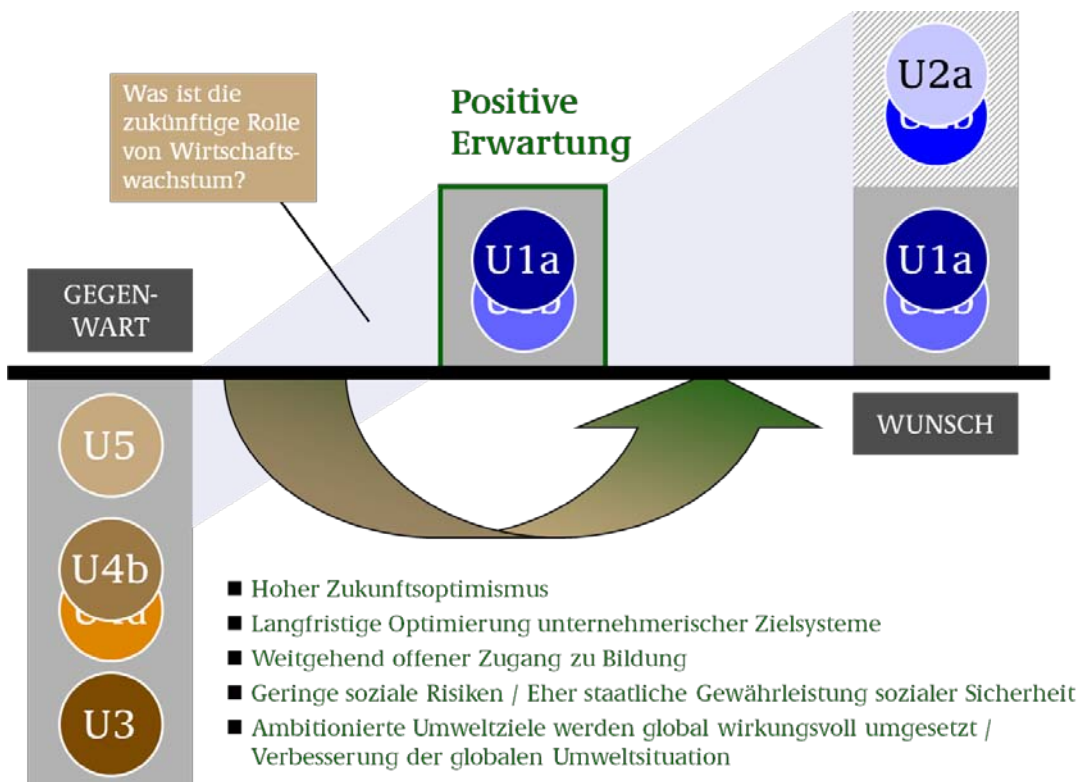 Was ist die
zukünftige Rolle
von Wirtschafts-
wachstum?
Positive
Erwartung
U2a
U1a
U1a
GEGEN-
WART
WUNSCH
U5
U4b
U3
■ Hoher Zukunftsoptimismus
■ Langfristige Optimierung unternehmerischer Zielsysteme
■ Weitgehend offener Zugang zu Bildung
■ Geringe soziale Risiken / Eher staatliche Gewährleistung sozialer Sicherheit
■ Ambitionierte Umweltziele werden global wirkungsvoll umgesetzt /
Verbesserung der globalen Umweltsituation